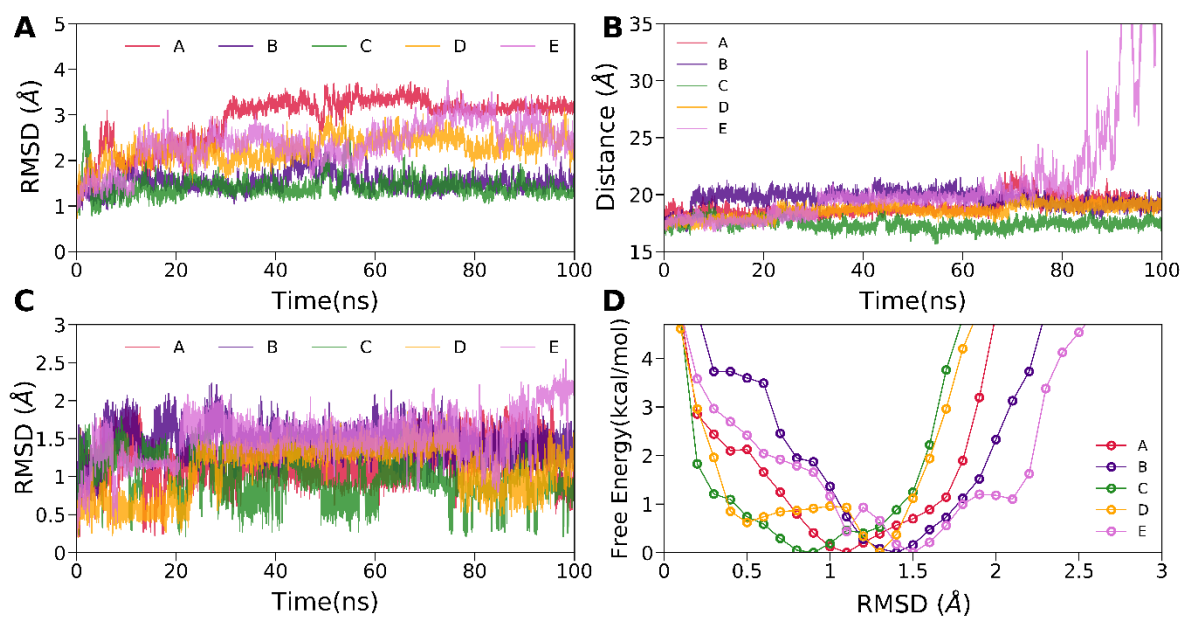 A
5
4
3
2
1
0
RMSD (Å)
A B C D E
0 20 40 60 80 100
Time(ns)
B
35
30
25
20
15
Distance (Å)
A
B
C
D
E
0 20 40 60 80 100
Time(ns)
C
3
2.5
2
1.5
1
0.5
0
RMSD (Å)
A B C D E
0 20 40 60 80 100
Time(ns)
D
4
3
2
1
0
Free Energy(kcal/mol)
A
B
C
D
E
0 0.5 1 1.5 2 2.5 3
RMSD (Å)